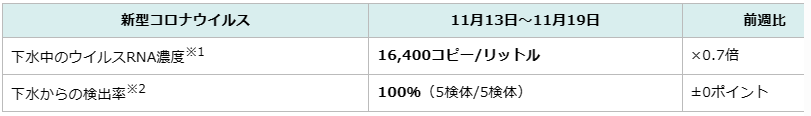 新型コロナウイルス 11月13日～11月19日 前週比
下水中のウイルスRNA濃度※1 16,400コピー/リットル ×0.7倍
下水からの検出率※2 100%（5検体/5検体） ±0ポイント